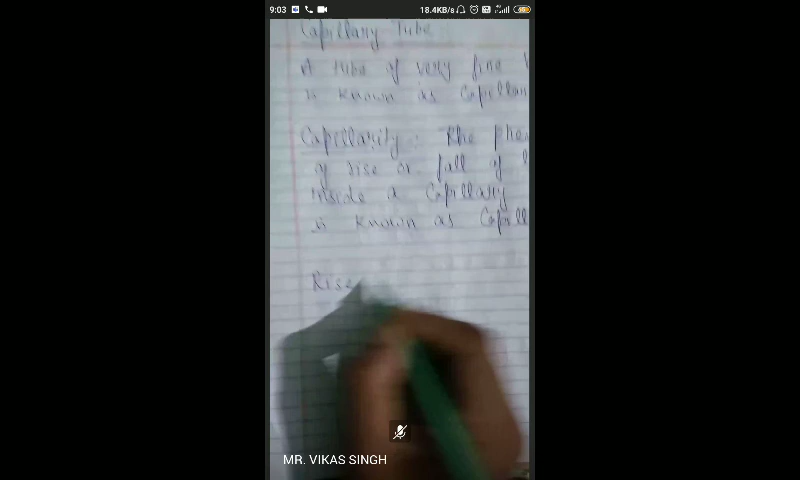 9:03 18.4KB/s
Capillary Tube
A tube of very fine
is known as Capillar
Capillarity: The phe
of rise or fall of
inside a Capillary
is known as Capill
Rise
MR. VIKAS SINGH